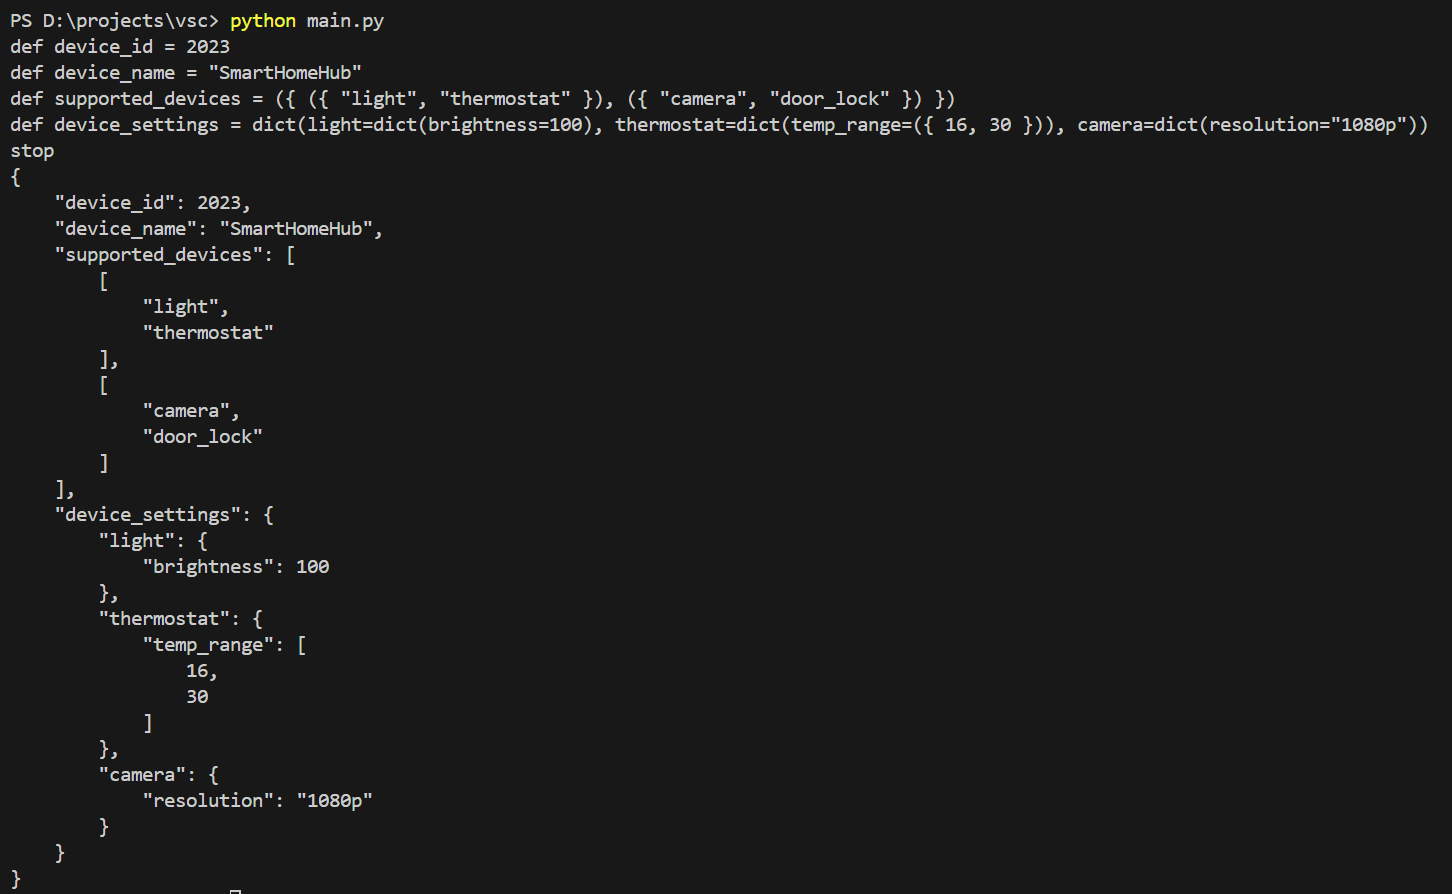 PS D:\projects\vsc> python main.py
def device_id = 2023
def device_name = "SmartHomeHub"
def supported_devices = ({ ({ "light", "thermostat" }), ({ "camera", "door_lock" }) })
def device_settings = dict(light=dict(brightness=100), thermostat=dict(temp_range=({ 16, 30 })), camera=dict(resolution="1080p"))
stop
{
    "device_id": 2023,
    "device_name": "SmartHomeHub",
    "supported_devices": [
        [
            "light",
            "thermostat"
        ],
        [
            "camera",
            "door_lock"
        ]
    ],
    "device_settings": {
        "light": {
            "brightness": 100
        },
        "thermostat": {
            "temp_range": [
                16,
                30
            ]
        },
        "camera": {
            "resolution": "1080p"
        }
    }
}